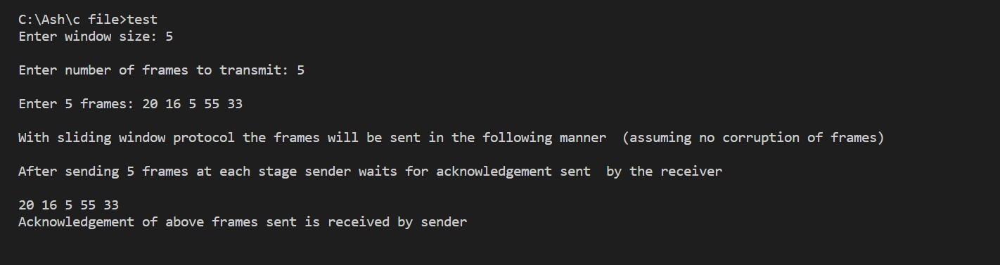 C:\Ash\c file>test
Enter window size: 5
Enter number of frames to transmit: 5
Enter 5 frames: 20 16 5 55 33
With sliding window protocol the frames will be sent in the following manner  (assuming no corruption of frames)
After sending 5 frames at each stage sender waits for acknowledgement sent  by the receiver
20 16 5 55 33
Acknowledgement of above frames sent is received by sender